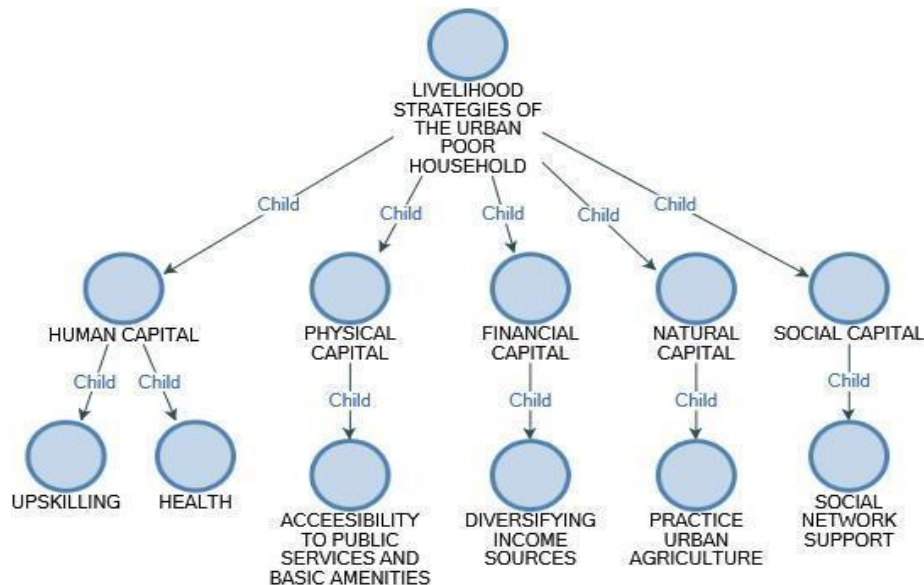 LIVELIHOOD
STRATEGIES OF
THE URBAN
POOR
HOUSEHOLD
Child
Child
Child
Child
Child
HUMAN CAPITAL
PHYSICAL
CAPITAL
FINANCIAL
CAPITAL
NATURAL
CAPITAL
SOCIAL CAPITAL
Child
Child
Child
Child
Child
Child
UPSKILLING
HEALTH
ACCEESIBILITY
TO PUBLIC
SERVICES AND
BASIC AMENITIES
DIVERSIFYING
INCOME
SOURCES
PRACTICE
URBAN
AGRICULTURE
SOCIAL
NETWORK
SUPPORT